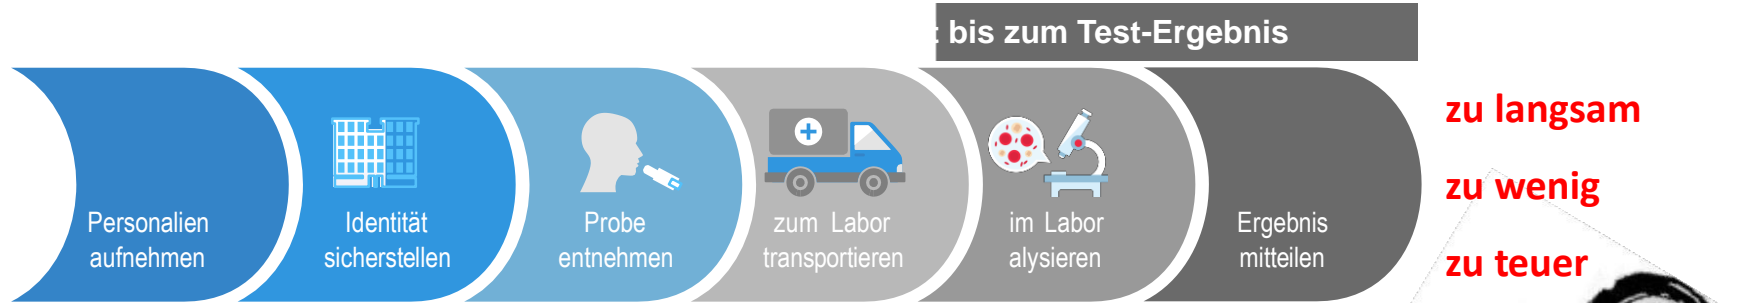 bis zum Test-Ergebnis
Personalien
aufnehmen
Identität
sicherstellen
Probe
entnehmen
zum Labor
transportieren
im Labor
alysieren
Ergebnis
mitteilen
zu langsam
zu wenig
zu teuer